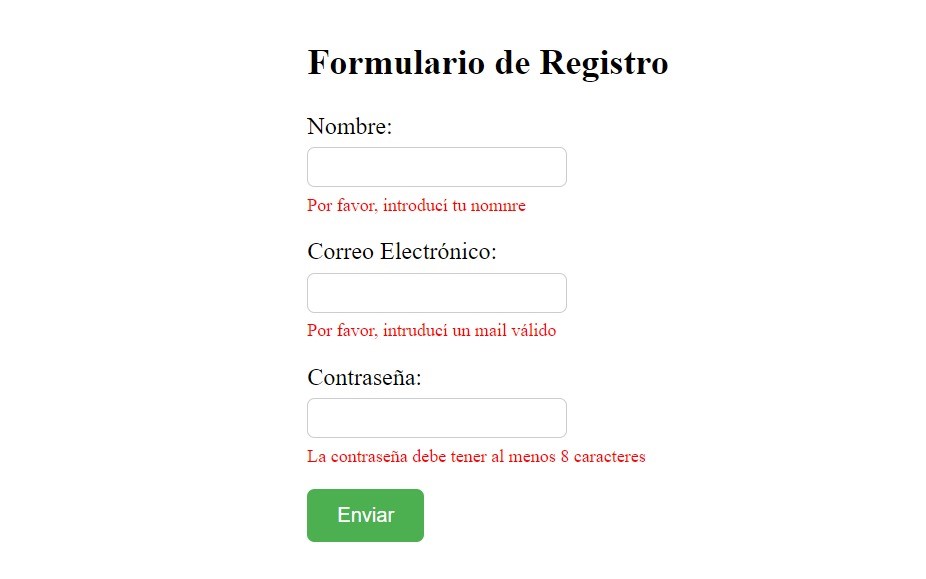 Formulario de Registro
Nombre:
Por favor, introducí tu nomnre
Correo Electrónico:
Por favor, intruducí un mail válido
Contraseña:
La contraseña debe tener al menos 8 caracteres
Enviar